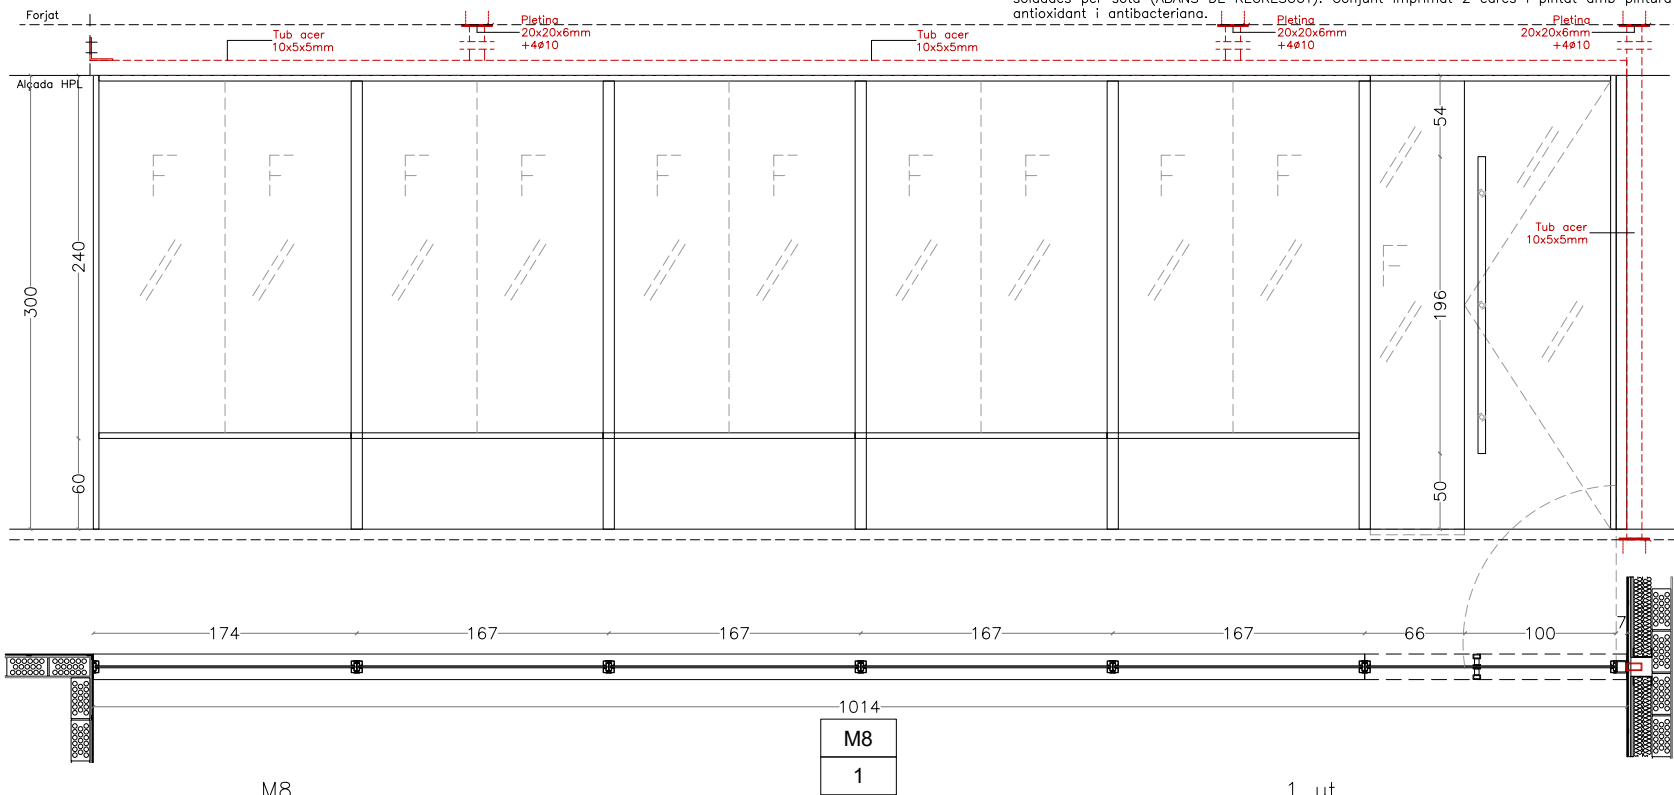 antioxidant i antibacteriana.
Forjat
Tub acer
10x5x5mm
Pletina
20x20x6mm
+4ø10
Tub acer
10x5x5mm
Pletina
20x20x6mm
+4ø10
Pletina
20x20x6mm
+4ø10
Alçada HPL
54
F F F F F F F F F F
240
Tub acer
10x5x5mm
F
300
196
60
50
174 167 167 167 167 66 100 7
1014
M8
1
M8
1 ut